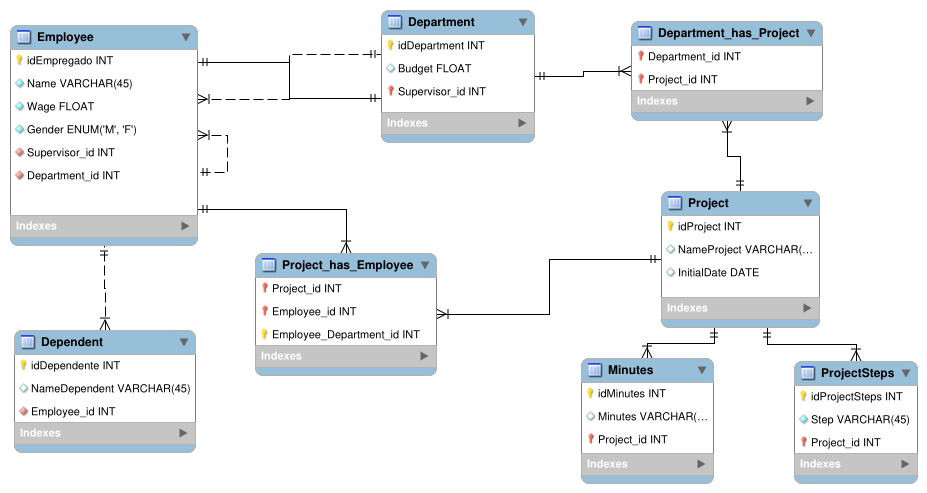 Employee
idEmpregado INT
Name VARCHAR(45)
Wage FLOAT
Gender ENUM('M', 'F')
Supervisor_id INT
Department_id INT
Indexes
Department
idDepartment INT
Budget FLOAT
Supervisor_id INT
Indexes
Department_has_Project
Department_id INT
Project_id INT
Indexes
Project
idProject INT
NameProject VARCHAR(...
InitialDate DATE
Indexes
Project_has_Employee
Project_id INT
Employee_id INT
Employee_Department_id INT
Indexes
Dependent
idDependente INT
NameDependent VARCHAR(45)
Employee_id INT
Indexes
Minutes
idMinutes INT
Minutes VARCHAR(...
Project_id INT
Indexes
ProjectSteps
idProjectSteps INT
Step VARCHAR(45)
Project_id INT
Indexes